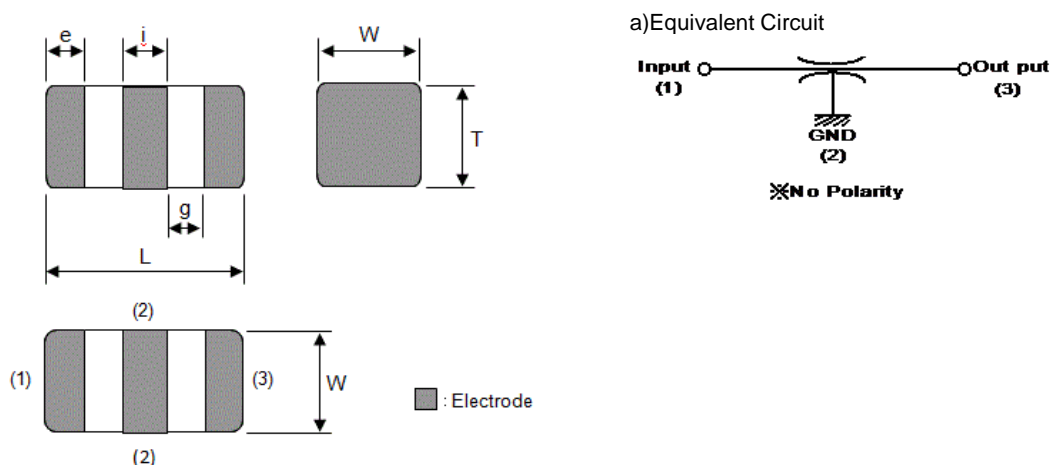 a)Equivalent Circuit
e
i
W
Input
(1)
Out put
(3)
GND
(2)
※No Polarity
T
g
L
(2)
(1)
(3)
W
: Electrode
(2)